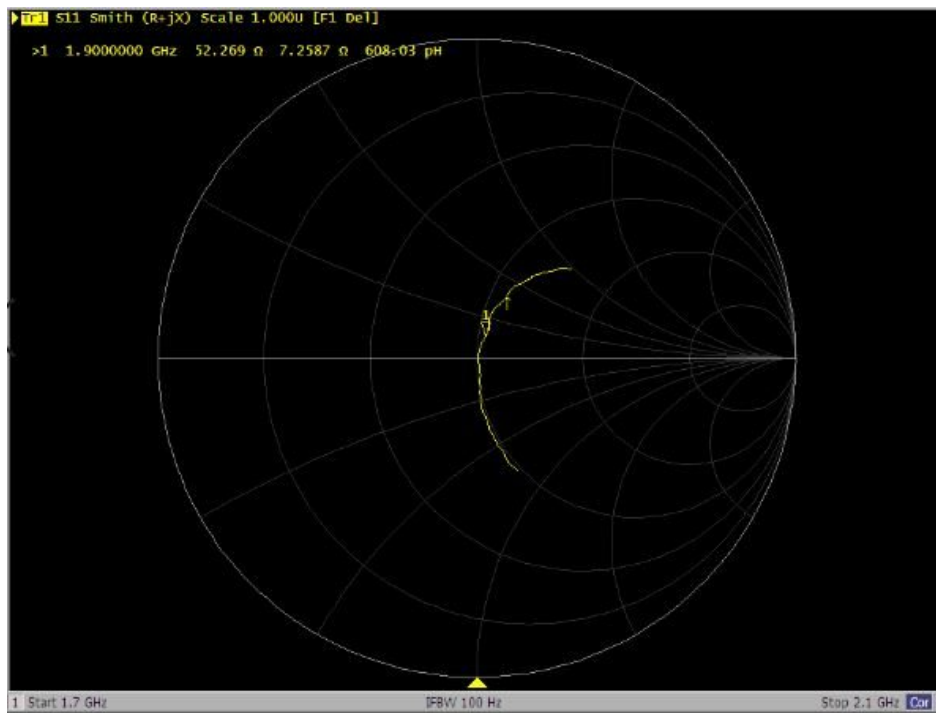 Tr1 S11 Smith (R+jX) Scale 1.000U [F1 Del]
>1 1.9000000 GHz 52.269 Ω 7.2587 Ω 608.03 pH
1
1 Start 1.7 GHz IFBW 100 Hz Stop 2.1 GHz Cor